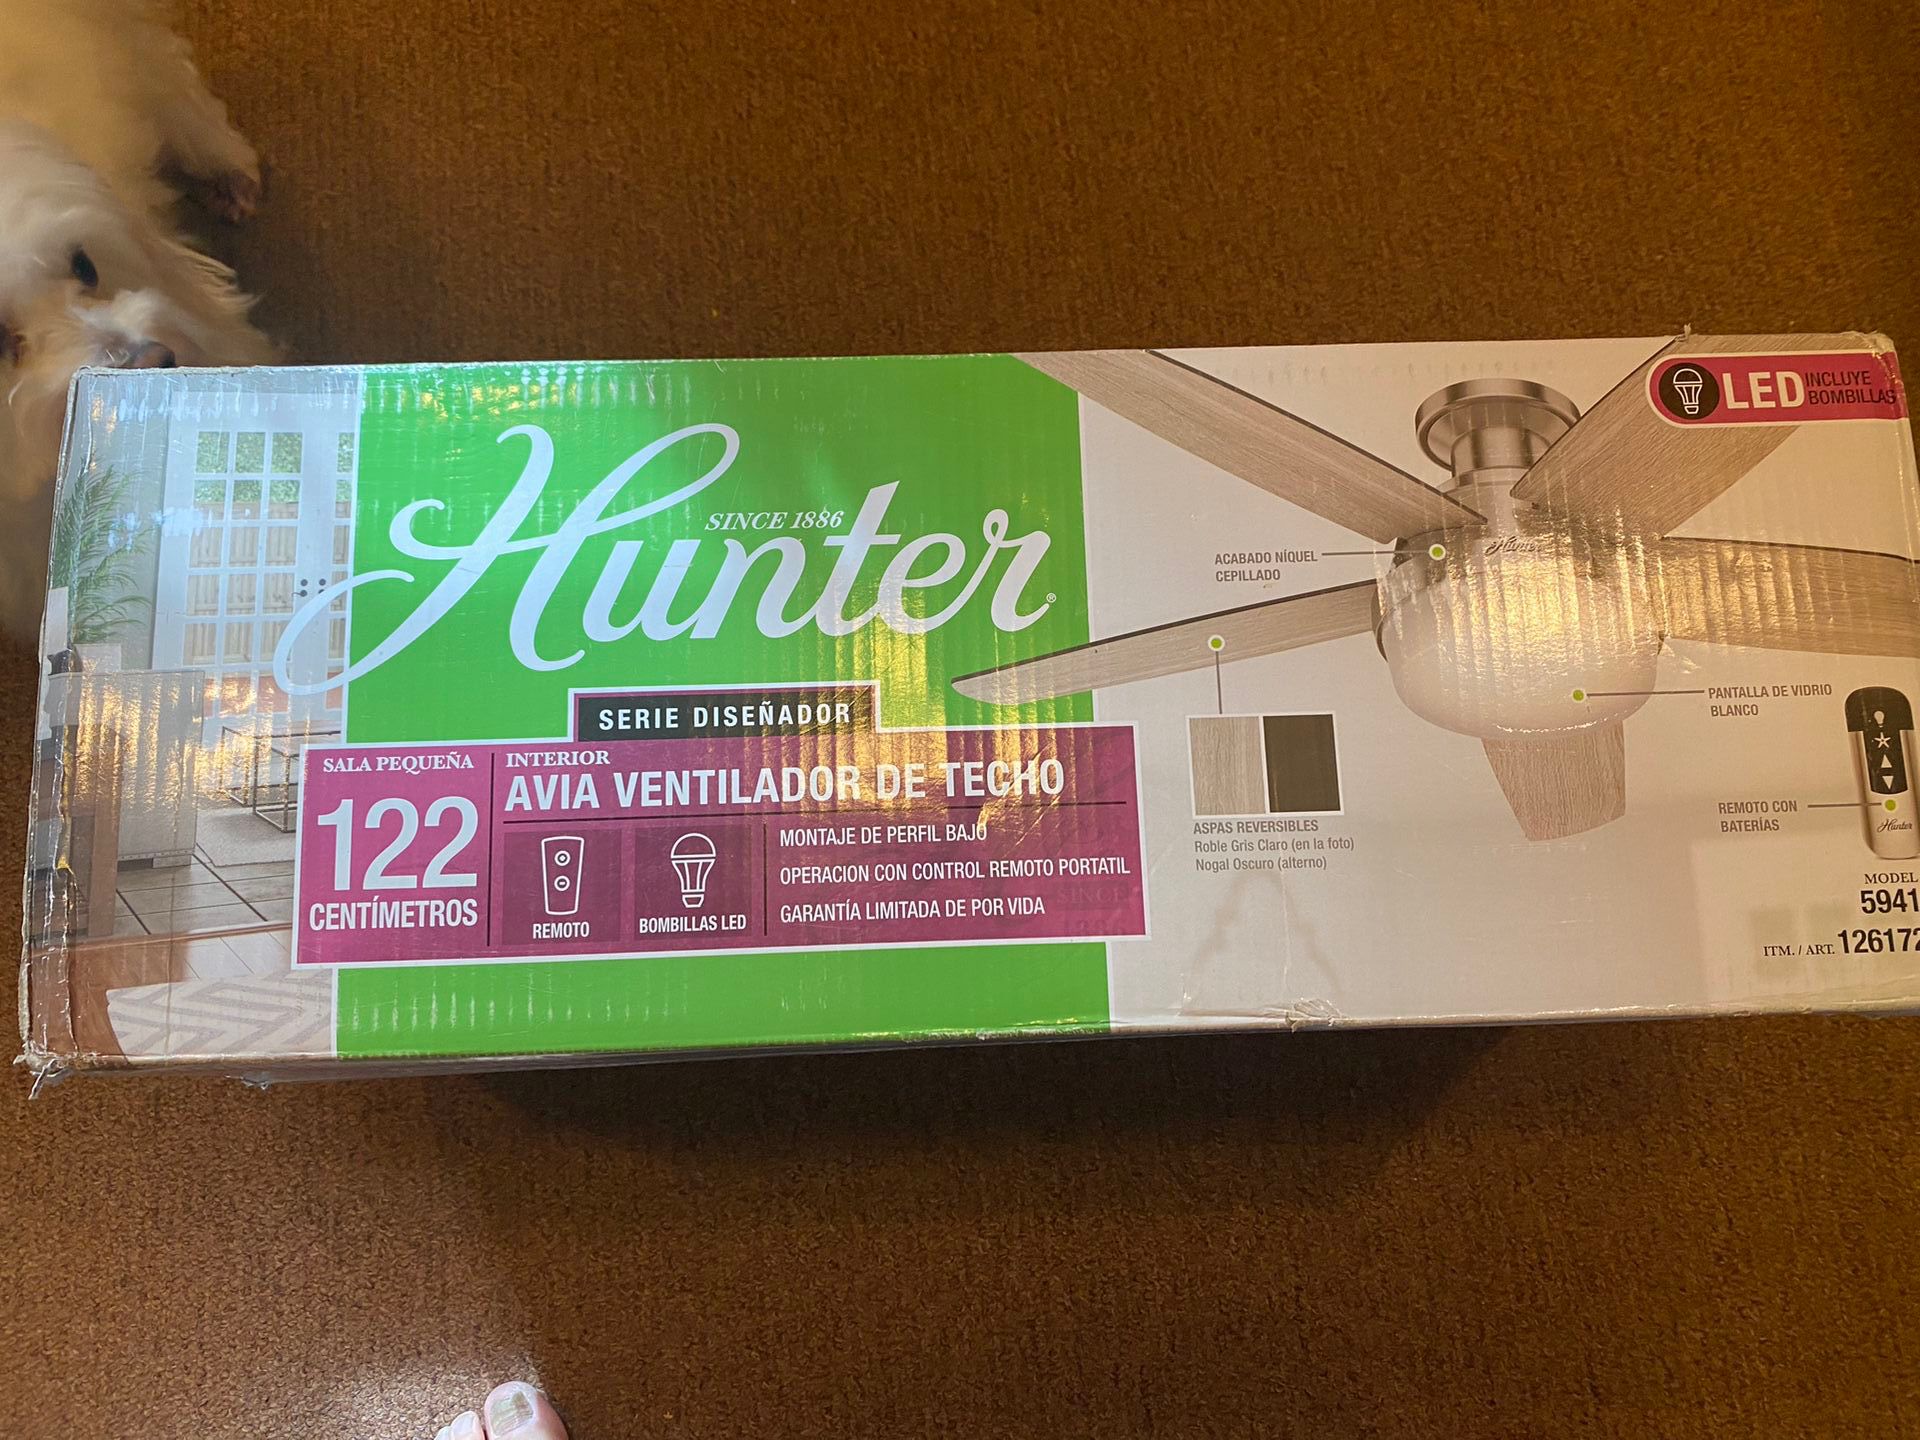 Hunter®
SINCE 1886
SERIE DISEÑADOR
SALA PEQUEÑA
122
CENTÍMETROS
INTERIOR
AVIA VENTILADOR DE TECHO
REMOTO
BOMBILLAS LED
MONTAJE DE PERFIL BAJO
OPERACION CON CONTROL REMOTO PORTATIL
GARANTÍA LIMITADA DE POR VIDA
LED INCLUYE
BOMBILLAS
Hunter
ACABADO NÍQUEL
CEPILLADO
PANTALLA DE VIDRIO
BLANCO
ASPAS REVERSIBLES
Roble Gris Claro (en la foto)
Nogal Oscuro (alterno)
REMOTO CON
BATERÍAS
Hunter
MODEL
5941
ITM. / ART. 126172
SINCE